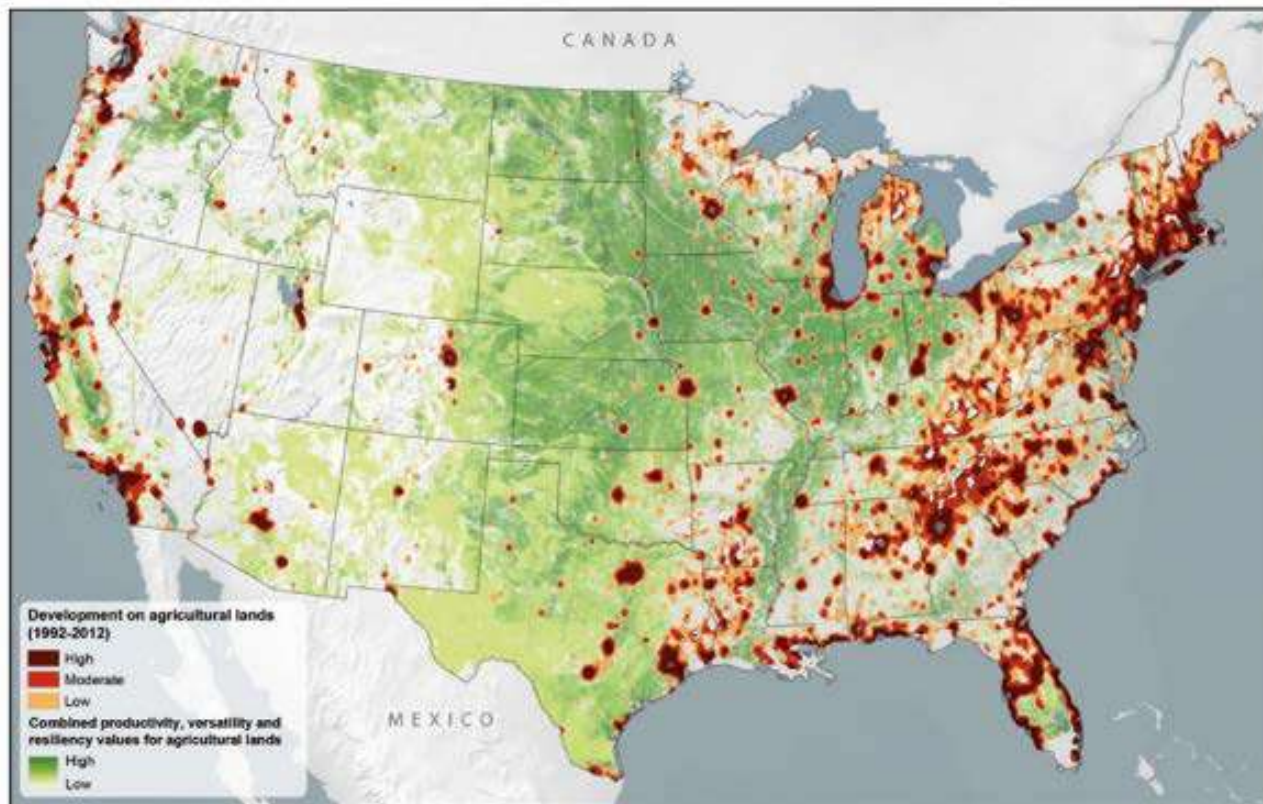 CANADA
MEXICO
Development on agricultural lands
(1992-2012)
High
Moderate
Low
Combined productivity, versatility and
resiliency values for agricultural lands
High
Low